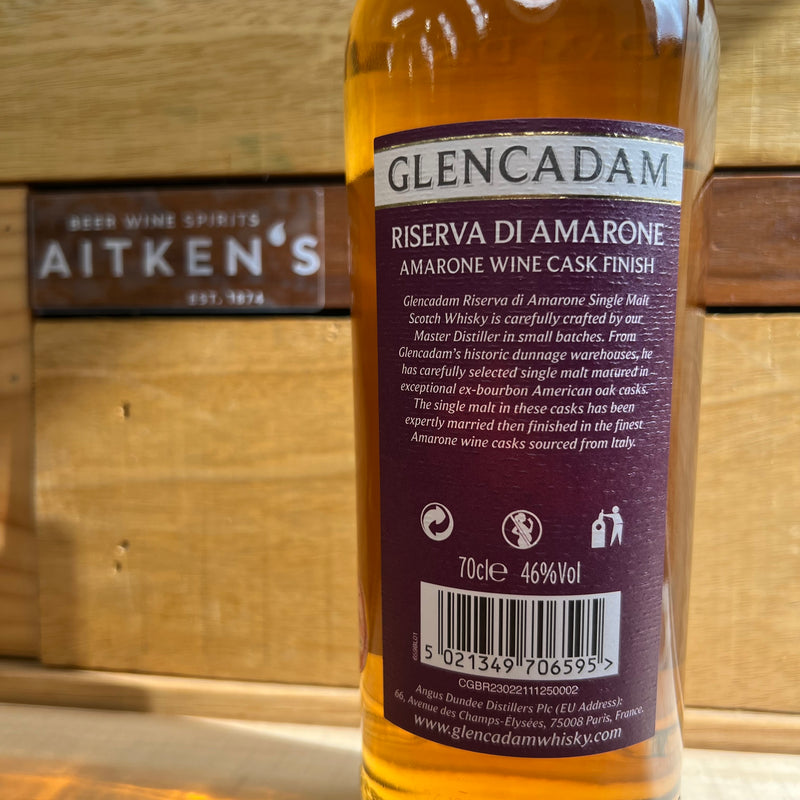 BEER WINE SPIRITS
AITKEN'S
EST. 1874
GLENCADAM
RISERVA DI AMARONE
AMARONE WINE CASK FINISH
Glencadam Riserva di Amarone Single Malt
Scotch Whisky is carefully crafted by our
Master Distiller in small batches. From
Glencadam's historic dunnage warehouses, he
has carefully selected single malt matured in
exceptional ex-bourbon American oak casks.
The single malt in these casks has been
expertly married then finished in the finest
Amarone wine casks sourced from Italy.
70cl℮ 46%Vol
5 021349 706595 >
CGBR23022111250002
Angus Dundee Distillers Plc (EU Address):
66, Avenue des Champs-Élysées, 75008 Paris, France.
www.glencadamwhisky.com